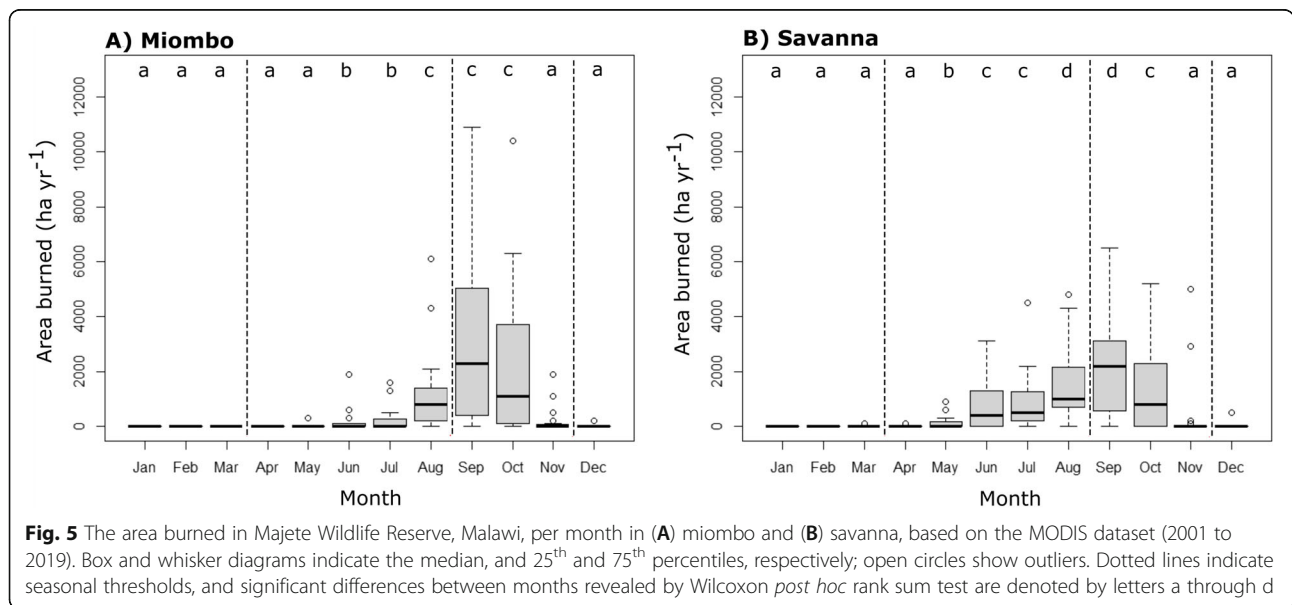 A) Miombo
a a a a a b b c c c a a
Area burned (ha yr-1)
12000
10000
8000
6000
4000
2000
0
Jan Feb Mar Apr May Jun Jul Aug Sep Oct Nov Dec
Month
B) Savanna
a a a a b c c d d c a a
Area burned (ha yr-1)
12000
10000
8000
6000
4000
2000
0
Jan Feb Mar Apr May Jun Jul Aug Sep Oct Nov Dec
Month
Fig. 5 The area burned in Majete Wildlife Reserve, Malawi, per month in (A) miombo and (B) savanna, based on the MODIS dataset (2001 to
2019). Box and whisker diagrams indicate the median, and 25th and 75th percentiles, respectively; open circles show outliers. Dotted lines indicate
seasonal thresholds, and significant differences between months revealed by Wilcoxon post hoc rank sum test are denoted by letters a through d